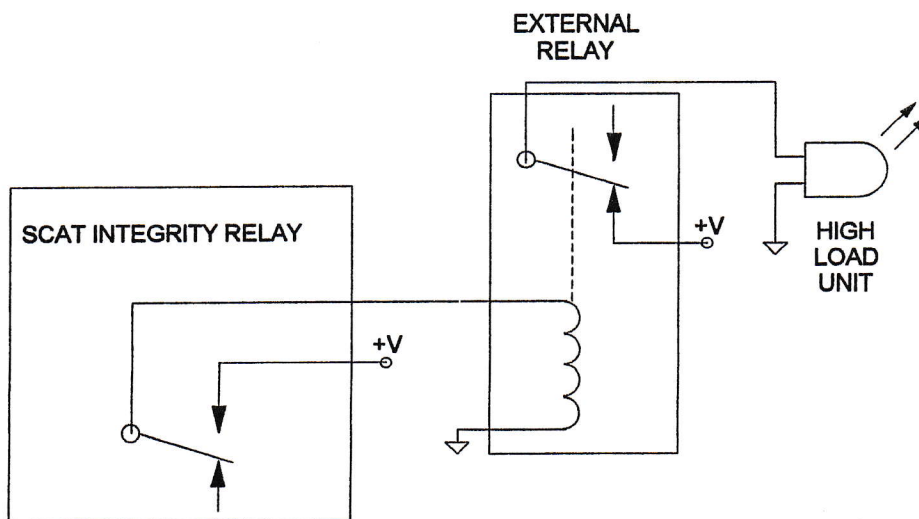 EXTERNAL
RELAY
SCAT INTEGRITY RELAY
+V
+V
HIGH
LOAD
UNIT